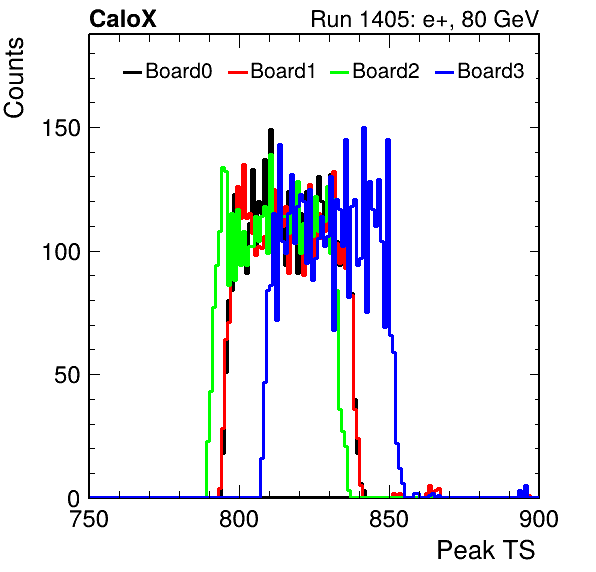 CaloX Run 1405: e+, 80 GeV
Counts
Board0 Board1 Board2 Board3
150
100
50
0
750 800 850 900
Peak TS